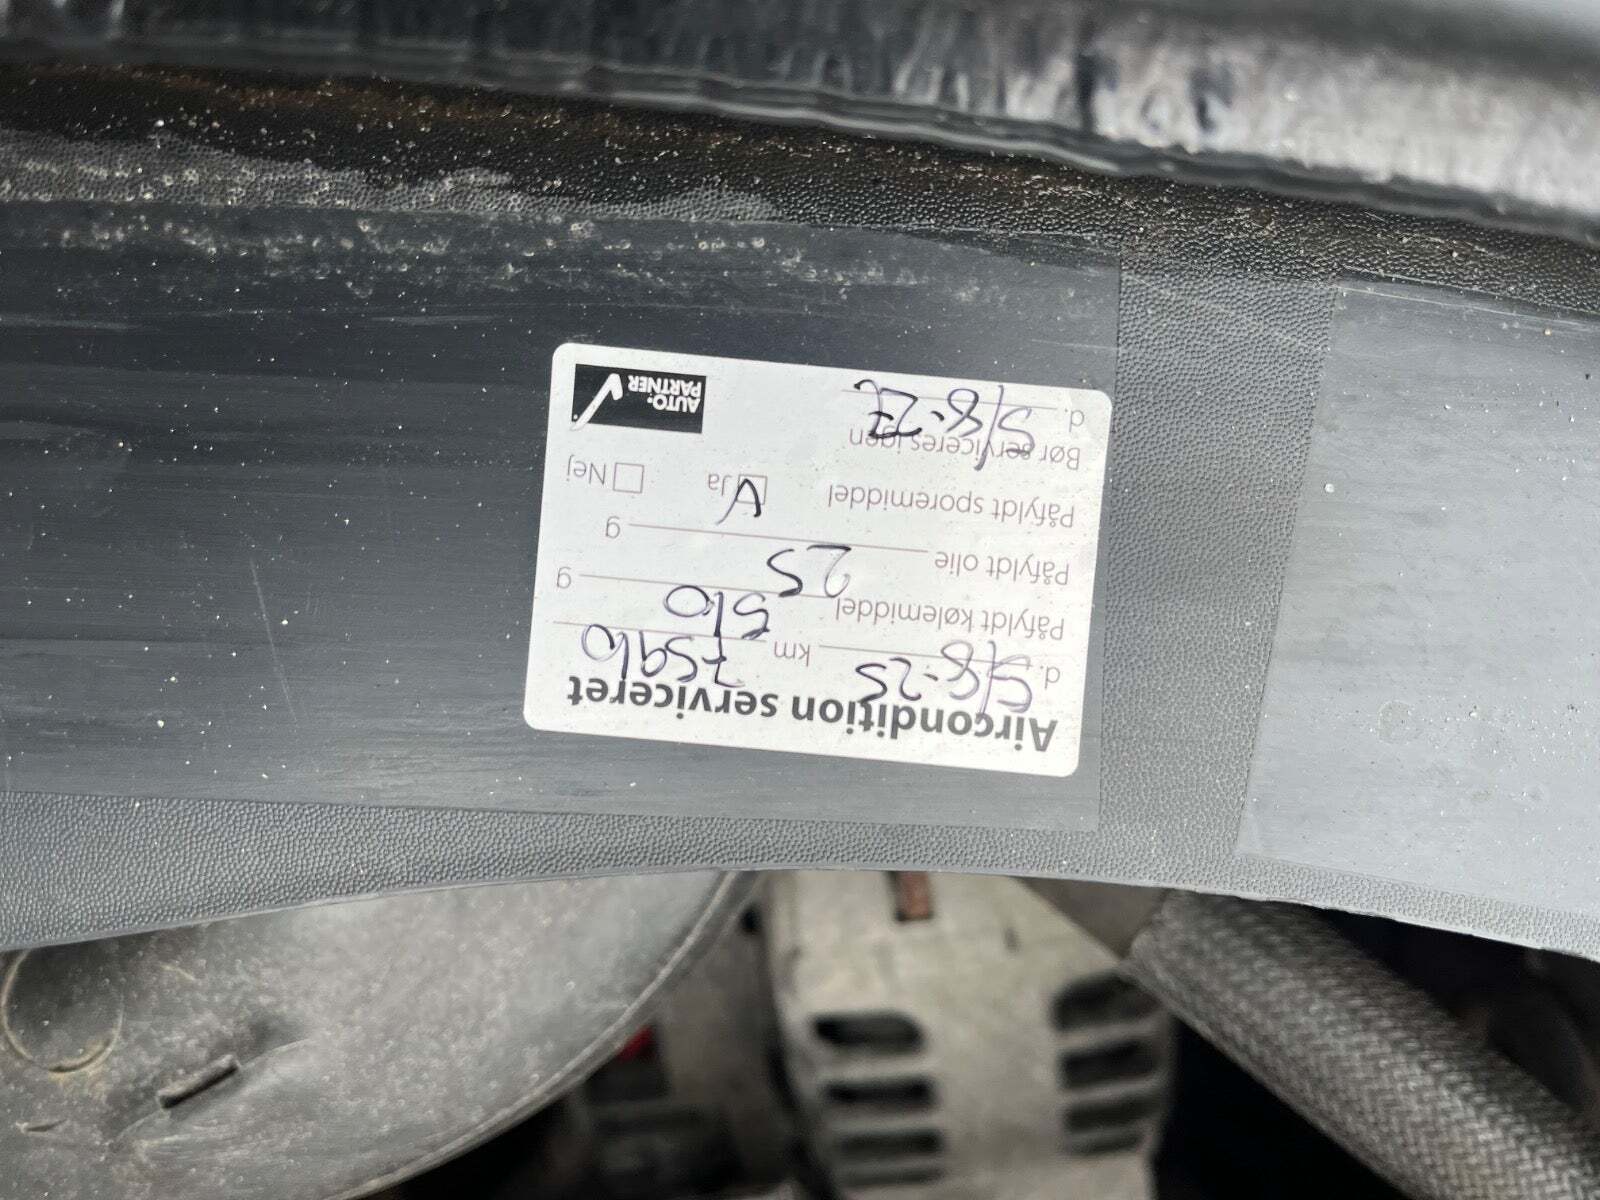 Aircondition serviceret
d. 5/8-25 km 75910
Påfyldt kølemiddel 510 g
Påfyldt olie 25 g
Påfyldt sporemiddel Ja Nej
Bør serviceres igen
d. 5/8-27
AUTO.
PARTNER